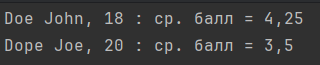 Doe John, 18 : ср. балл = 4,25
Dope Joe, 20 : ср. балл = 3,5